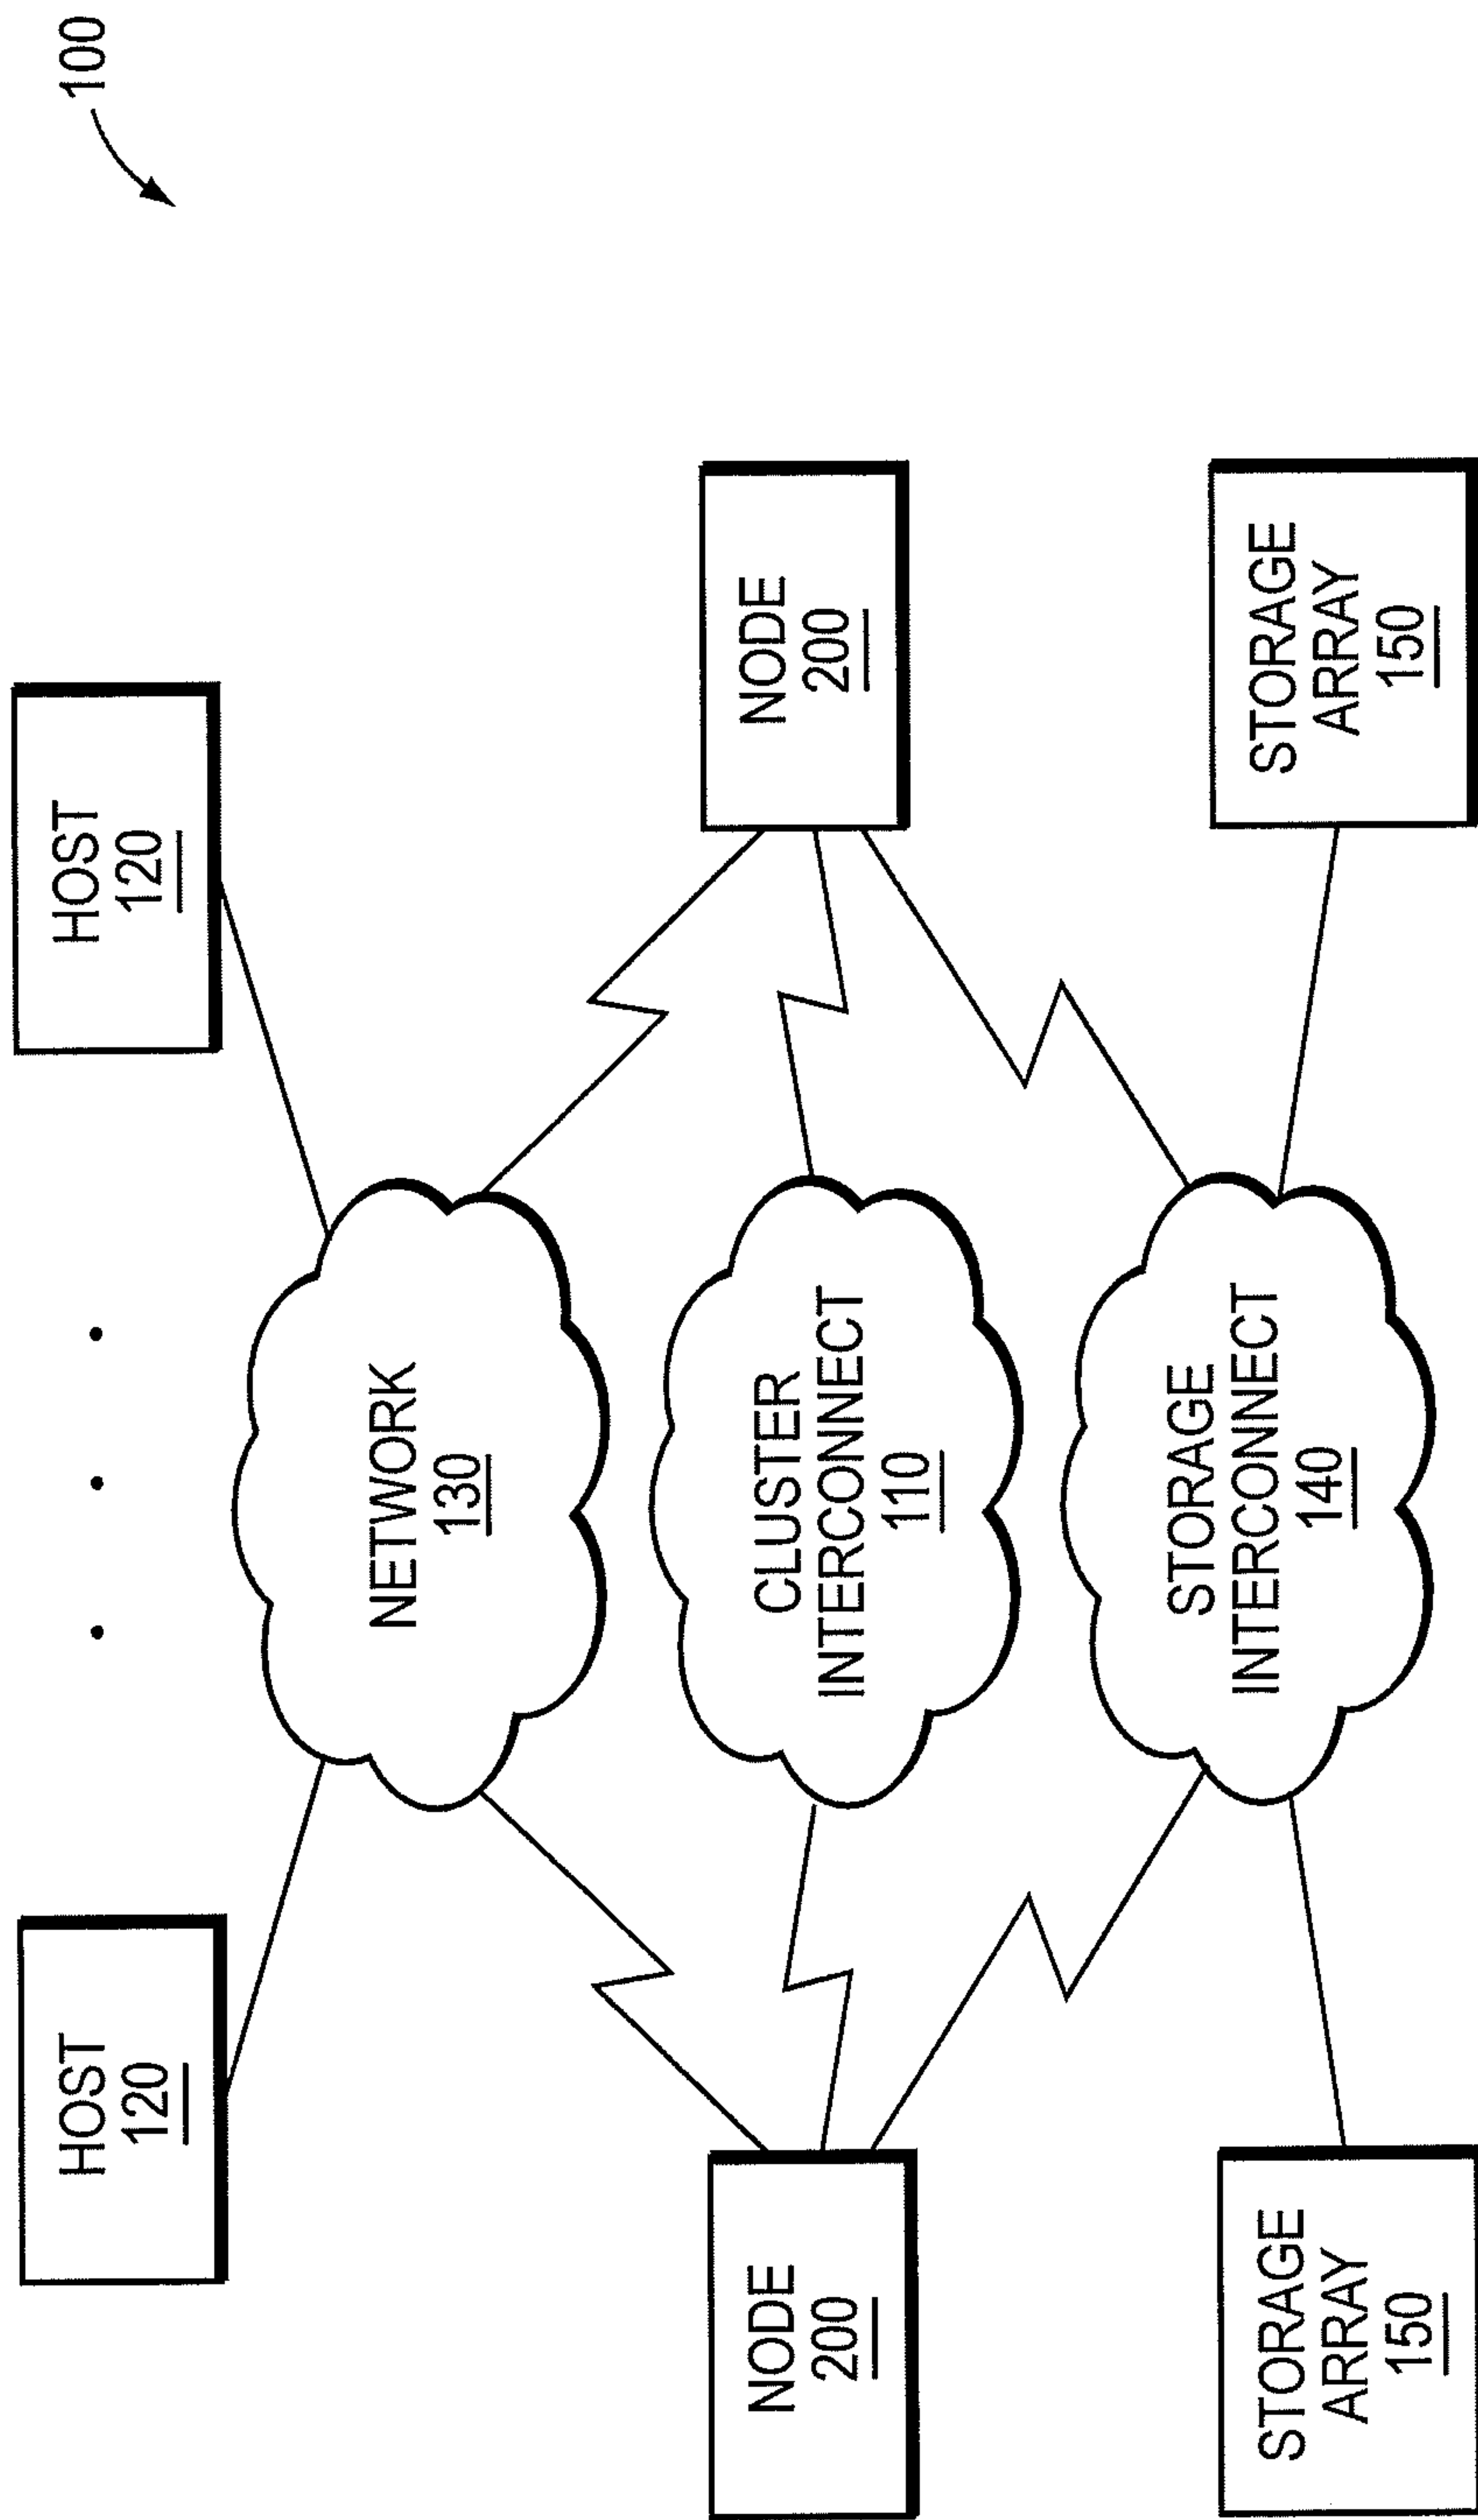 100
HOST
120
. . .
HOST
120
NETWORK
130
NODE
200
CLUSTER
INTERCONNECT
110
NODE
200
STORAGE
INTERCONNECT
140
STORAGE
ARRAY
150
STORAGE
ARRAY
150